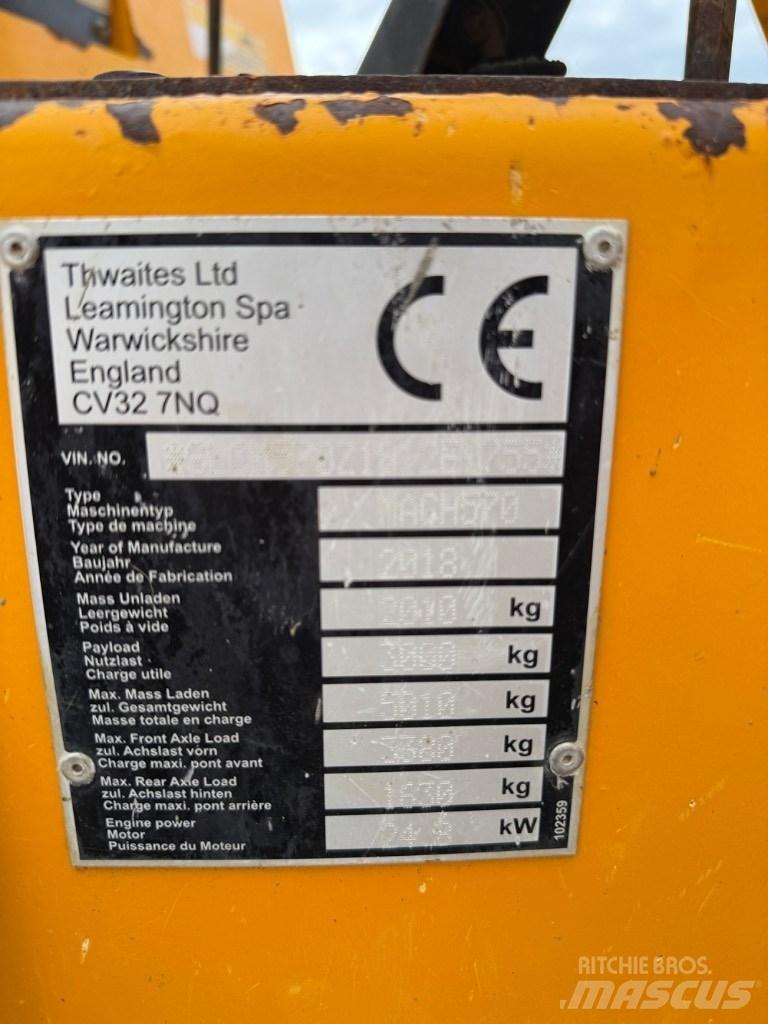 Thwaites Ltd
Leamington Spa
Warwickshire
England
CV32 7NQ
CE
VIN. NO.
Type
Maschinentyp
Type de machine
MACH570
Year of Manufacture
Baujahr
Année de Fabrication
2018
Mass Unladen
Leergewicht
Poids à vide
2010 kg
Payload
Nutzlast
Charge utile
3000 kg
Max. Mass Laden
zul. Gesamtgewicht
Masse totale en charge
5010 kg
Max. Front Axle Load
zul. Achslast vorn
Charge maxi. pont avant
kg
Max. Rear Axle Load
zul. Achslast hinten
Charge maxi. pont arrière
kg
Engine power
Motor
Puissance du Moteur
kW
102359
RITCHIE BROS.
MASCUS